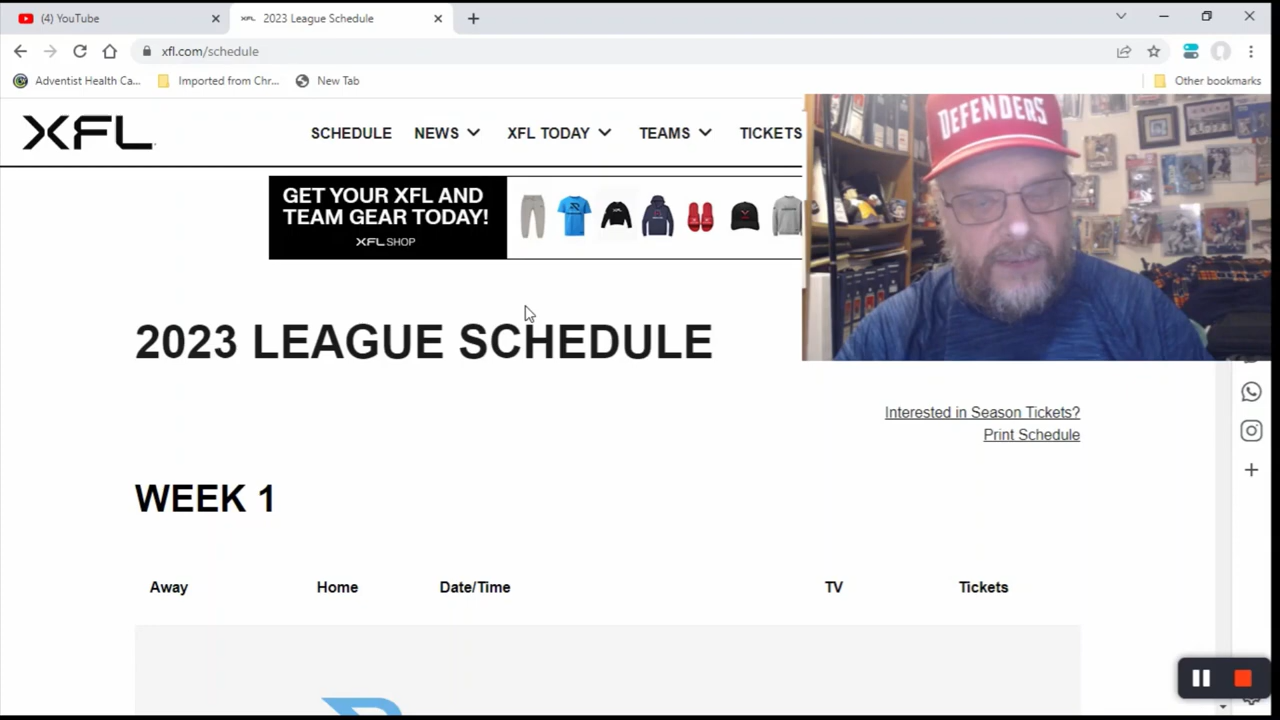 (4) YouTube
XFL 2023 League Schedule
xfl.com/schedule
Adventist Health Ca...
Imported from Chr...
New Tab
Other bookmarks
XFL
SCHEDULE NEWS XFL TODAY TEAMS TICKETS
DEFENDERS
GET YOUR XFL AND
TEAM GEAR TODAY!
XFL SHOP
2023 LEAGUE SCHEDULE
Interested in Season Tickets?
Print Schedule
WEEK 1
Away Home Date/Time TV Tickets